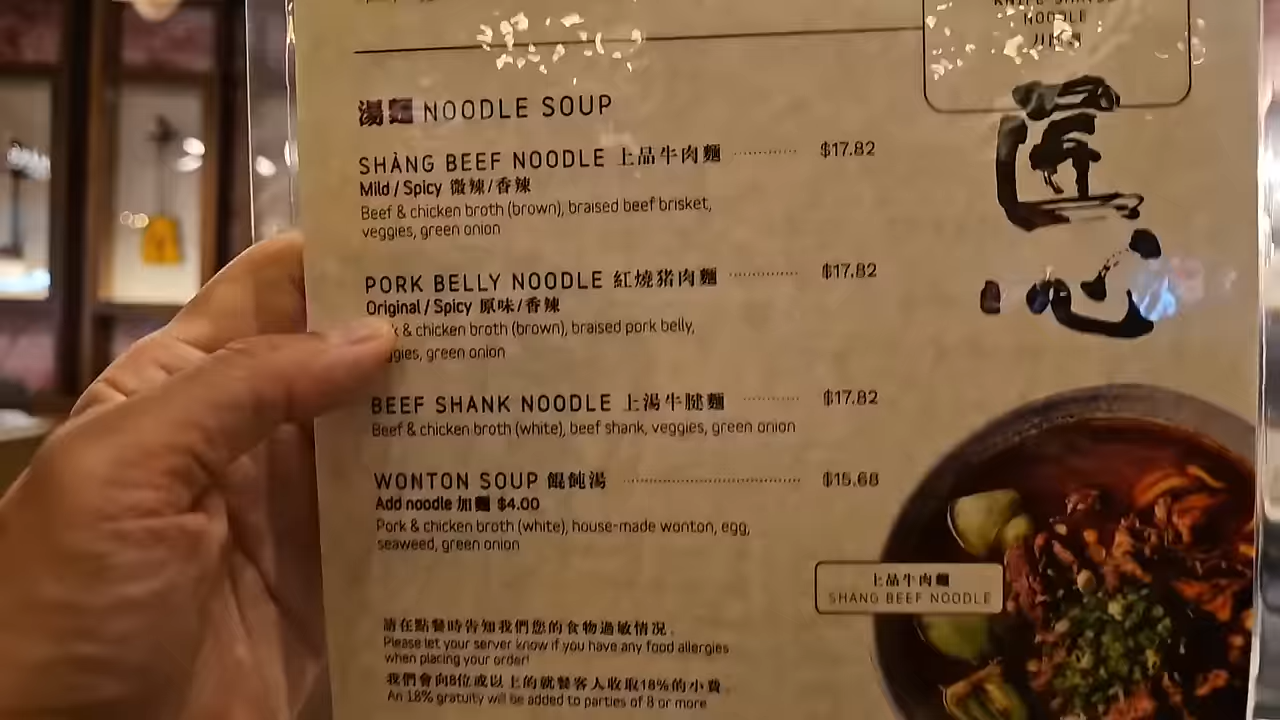 KNIFE-SHAVED
NOODLE
刀削麵
湯麵 NOODLE SOUP
SHÀNG BEEF NOODLE 上品牛肉麵 $17.82
Mild / Spicy 微辣/香辣
Beef & chicken broth (brown), braised beef brisket,
veggies, green onion
PORK BELLY NOODLE 紅燒猪肉麵 $17.82
Original / Spicy 原味/香辣
k & chicken broth (brown), braised pork belly,
ggies, green onion
BEEF SHANK NOODLE 上湯牛腱麵 $17.82
Beef & chicken broth (white), beef shank, veggies, green onion
WONTON SOUP 餛飩湯 $15.68
Add noodle 加麵 $4.00
Pork & chicken broth (white), house-made wonton, egg,
seaweed, green onion
請在點餐時告知我們您的食物過敏情況.
Please let your server know if you have any food allergies
when placing your order!
我們會向8位或以上的就餐客人收取18%的小費.
An 18% gratuity will be added to parties of 8 or more
匠
心
上品牛肉麵
SHANG BEEF NOODLE